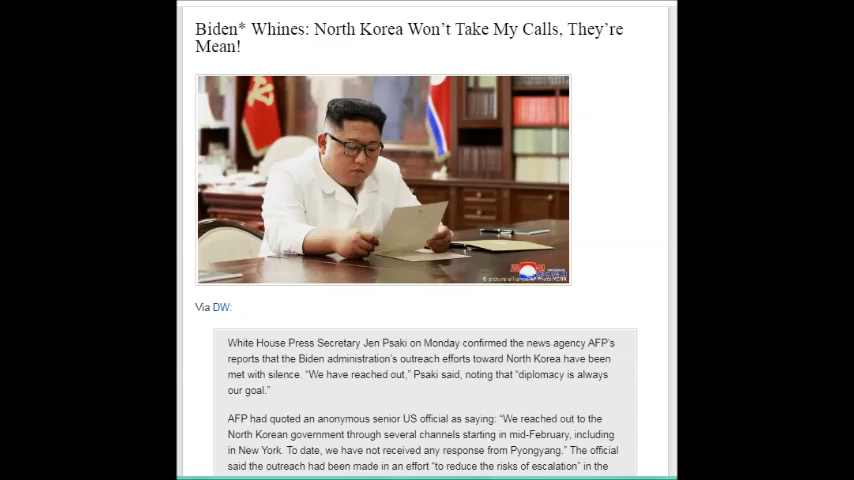 Biden* Whines: North Korea Won't Take My Calls, They're
Mean!
Via DW:
White House Press Secretary Jen Psaki on Monday confirmed the news agency AFP's
reports that the Biden administration's outreach efforts toward North Korea have been
met with silence. "We have reached out," Psaki said, noting that "diplomacy is always
our goal."
AFP had quoted an anonymous senior US official as saying: "We reached out to the
North Korean government through several channels starting in mid-February, including
in New York. To date, we have not received any response from Pyongyang." The official
said the outreach had been made in an effort "to reduce the risks of escalation" in the